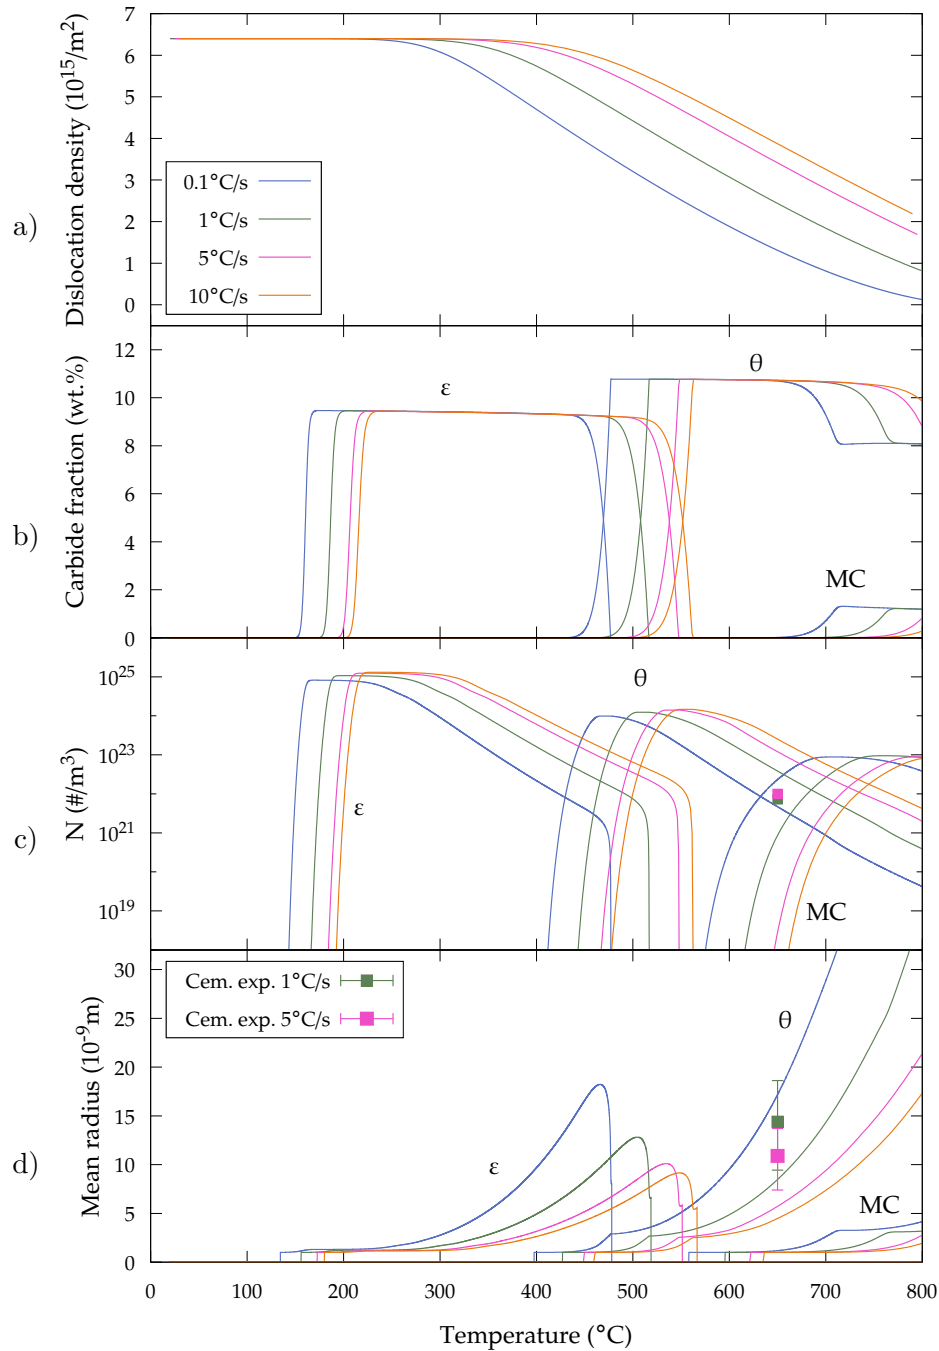 a)
Dislocation density (10^15/m^2)
7
6
5
4
3
2
1
0
0.1°C/s
1°C/s
5°C/s
10°C/s
b)
Carbide fraction (wt.%)
12
10
8
6
4
2
0
ε
θ
MC
c)
N (#/m^3)
10^25
10^23
10^21
10^19
θ
ε
MC
d)
Mean radius (10^-9m)
30
25
20
15
10
5
0
Cem. exp. 1°C/s
Cem. exp. 5°C/s
θ
ε
MC
0 100 200 300 400 500 600 700 800
Temperature (°C)